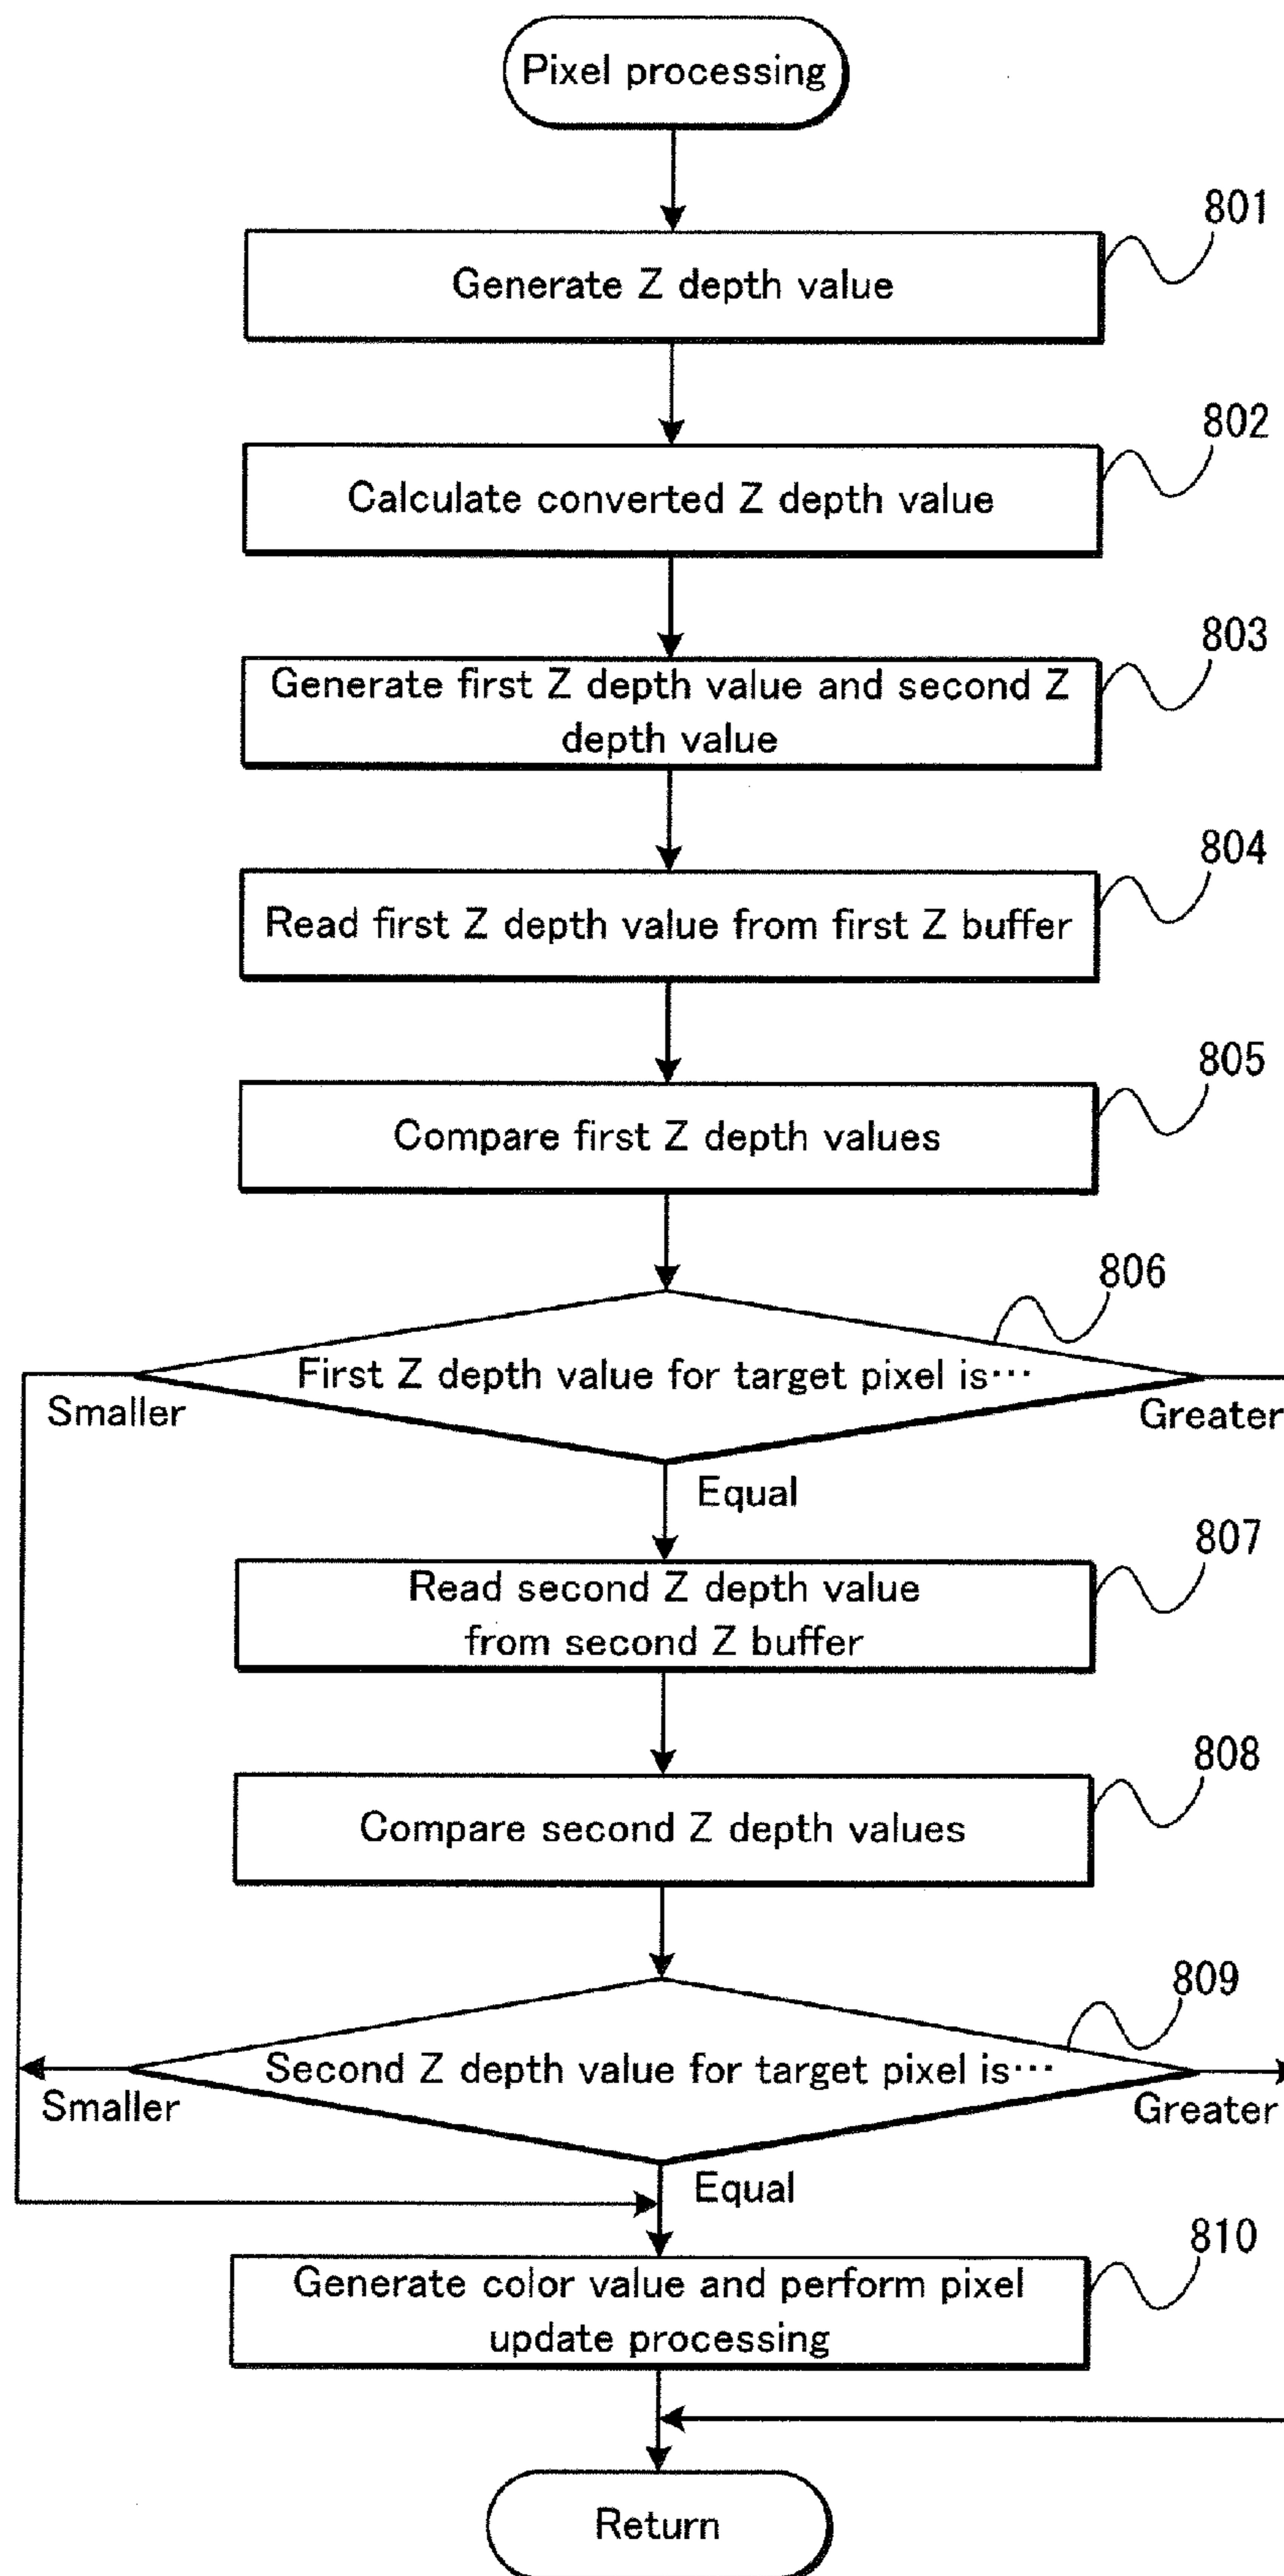 Pixel processing
801
Generate Z depth value
802
Calculate converted Z depth value
803
Generate first Z depth value and second Z
depth value
804
Read first Z depth value from first Z buffer
805
Compare first Z depth values
806
First Z depth value for target pixel is…
Smaller
Greater
Equal
807
Read second Z depth value
from second Z buffer
808
Compare second Z depth values
809
Second Z depth value for target pixel is…
Smaller
Greater
Equal
810
Generate color value and perform pixel
update processing
Return